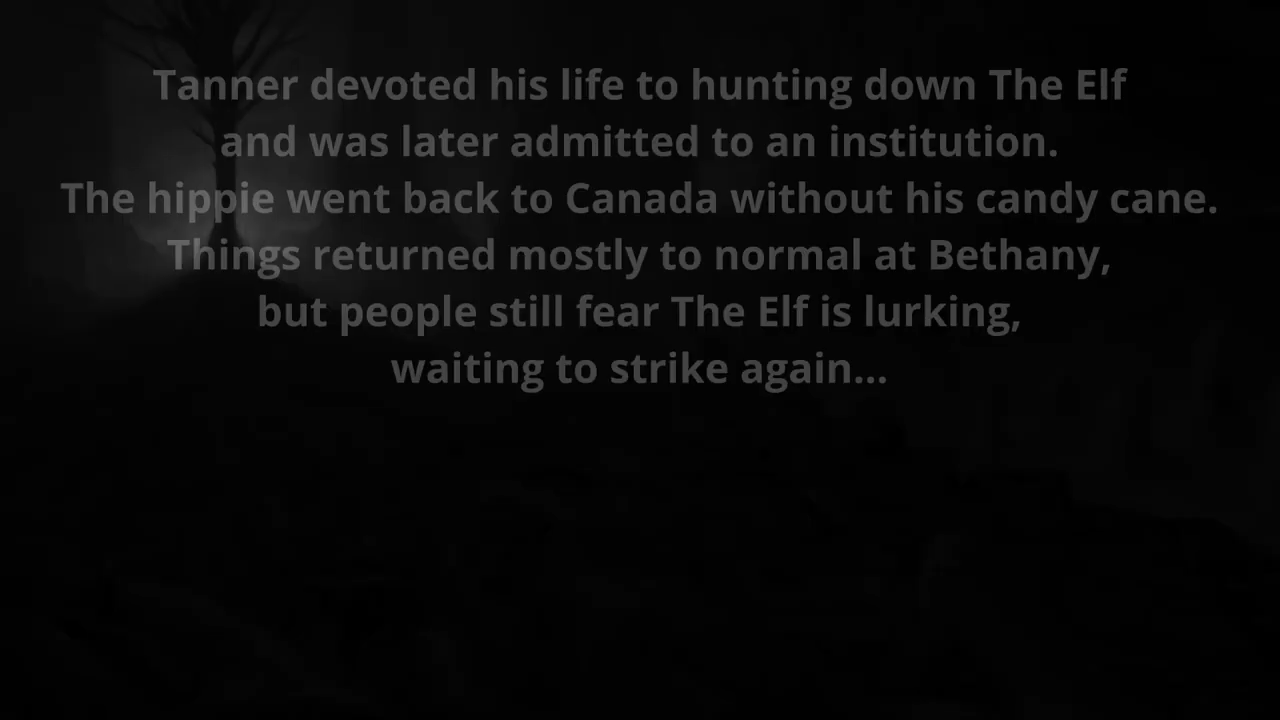 Tanner devoted his life to hunting down The Elf
and was later admitted to an institution.
The hippie went back to Canada without his candy cane.
Things returned mostly to normal at Bethany,
but people still fear The Elf is lurking,
waiting to strike again...